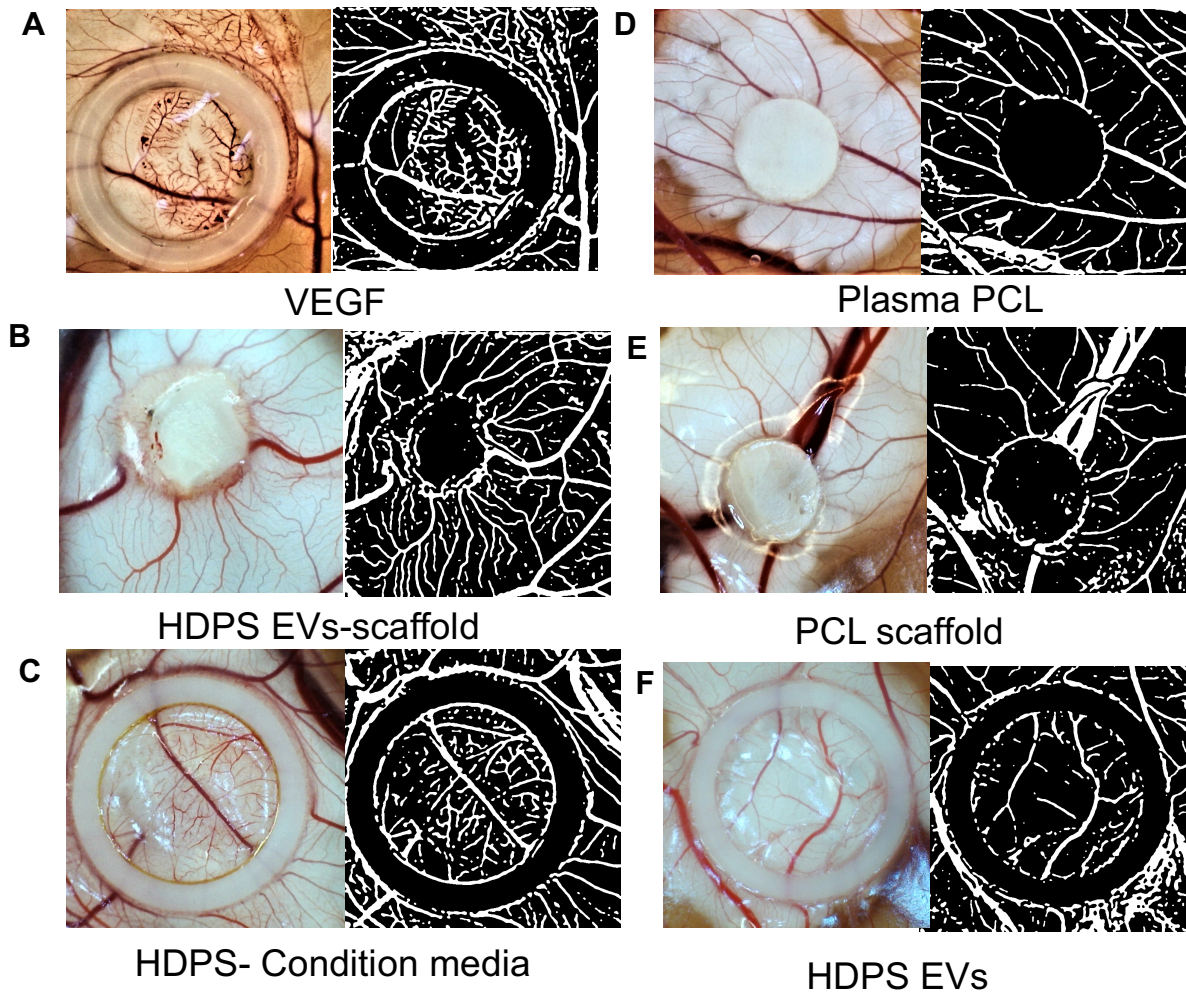 A
VEGF
B
HDPS EVs-scaffold
C
HDPS- Condition media
D
Plasma PCL
E
PCL scaffold
F
HDPS EVs